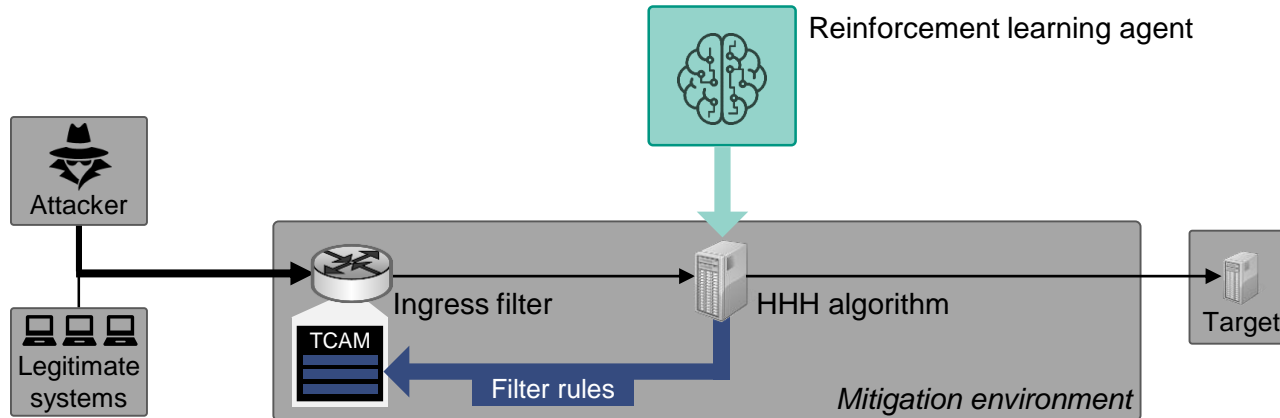 Reinforcement learning agent
Attacker
Ingress filter
HHH algorithm
Target
TCAM
Legitimate
systems
Filter rules
Mitigation environment